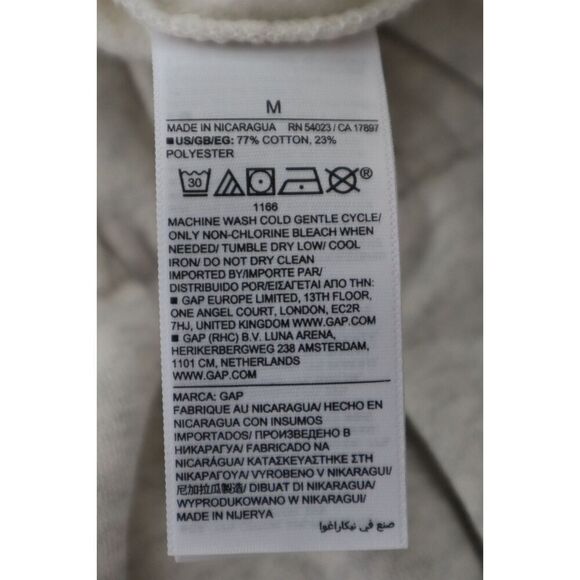 M
MADE IN NICARAGUA RN 54023 / CA 17897
■ US/GB/EG: 77% COTTON, 23%
POLYESTER
30
1166
MACHINE WASH COLD GENTLE CYCLE/
ONLY NON-CHLORINE BLEACH WHEN
NEEDED/ TUMBLE DRY LOW/ COOL
IRON/ DO NOT DRY CLEAN
IMPORTED BY/IMPORTE PAR/
DISTRIBUIDO POR/ΕΙΣΑΓΕΤΑΙ ΑΠΟ ΤΗΝ:
■ GAP EUROPE LIMITED, 13TH FLOOR,
ONE ANGEL COURT, LONDON, EC2R
7HJ, UNITED KINGDOM WWW.GAP.COM
■ GAP (RHC) B.V. LUNA ARENA,
HERIKERBERGWEG 238 AMSTERDAM,
1101 CM, NETHERLANDS
WWW.GAP.COM
MARCA: GAP
FABRIQUE AU NICARAGUA/ HECHO EN
NICARAGUA CON INSUMOS
IMPORTADOS/ ПРОИЗВЕДЕНО В
НИКАРАГУА/ FABRICADO NA
NICARÁGUA/ ΚΑΤΑΣΚΕΥΑΣΤΗΚΕ ΣΤΗ
ΝΙΚΑΡΑΓΟΥΑ/ VYROBENO V NIKARAGUI/
尼加拉瓜製造/ DIBUAT DI NIKARAGUA/
WYPRODUKOWANO W NIKARAGUI/
MADE IN NIJERYA
صنع في نيكاراغوا